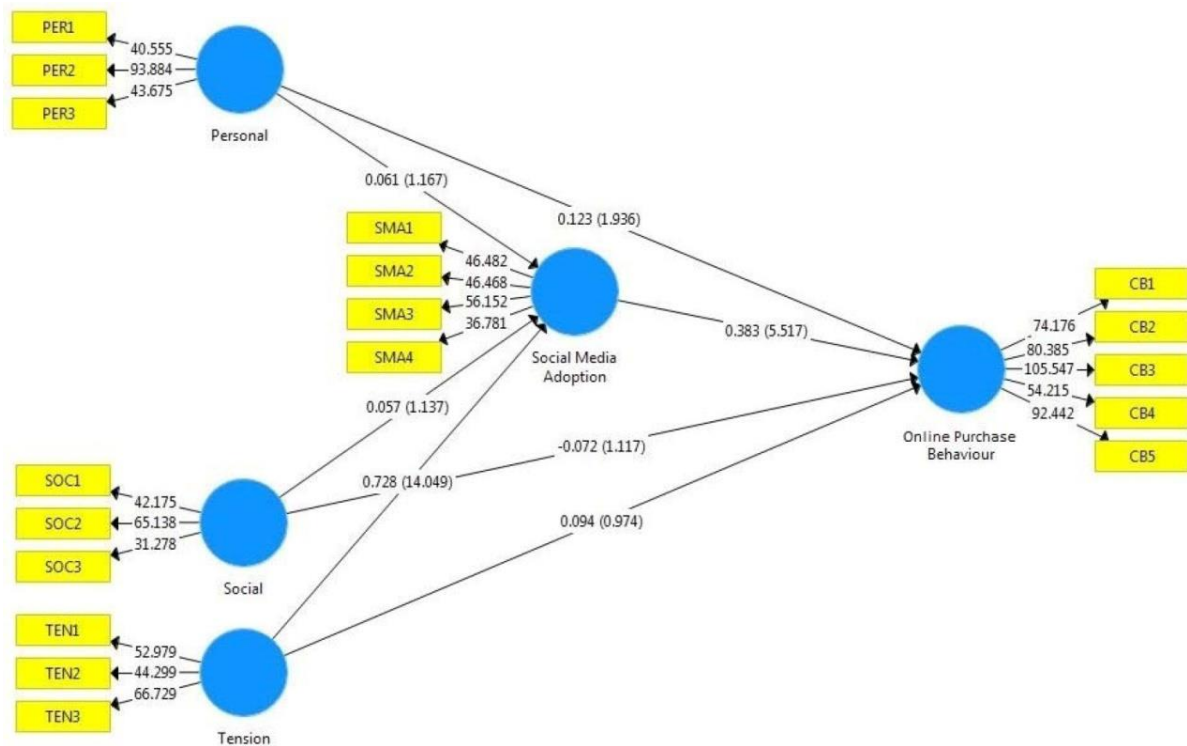 PER1
40.555
PER2
93.884
PER3
43.675
Personal
0.061 (1.167)
0.123 (1.936)
SMA1
46.482
SMA2
46.468
SMA3
56.152
SMA4
36.781
Social Media
Adoption
0.383 (5.517)
CB1
74.176
CB2
80.385
CB3
105.547
CB4
54.215
CB5
92.442
Online Purchase
Behaviour
0.057 (1.137)
-0.072 (1.117)
0.728 (14.049)
0.094 (0.974)
SOC1
42.175
SOC2
65.138
SOC3
31.278
Social
TEN1
52.979
TEN2
44.299
TEN3
66.729
Tension